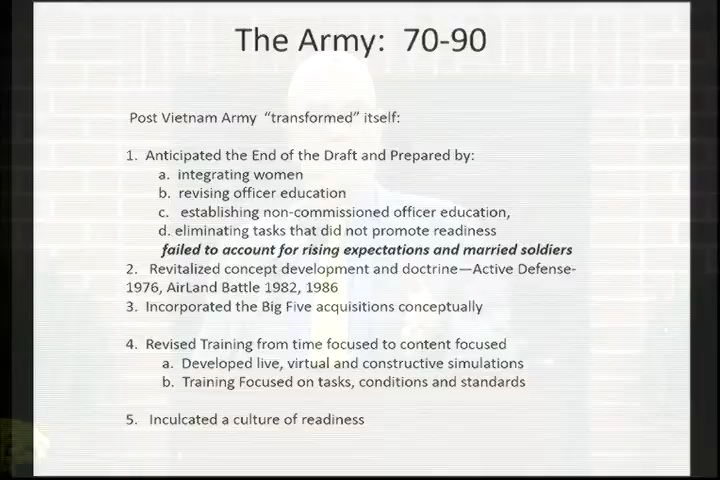 The Army: 70-90
Post Vietnam Army “transformed” itself:
1. Anticipated the End of the Draft and Prepared by:
a. integrating women
b. revising officer education
c. establishing non-commissioned officer education,
d. eliminating tasks that did not promote readiness
failed to account for rising expectations and married soldiers
2. Revitalized concept development and doctrine—Active Defense-
1976, AirLand Battle 1982, 1986
3. Incorporated the Big Five acquisitions conceptually
4. Revised Training from time focused to content focused
a. Developed live, virtual and constructive simulations
b. Training Focused on tasks, conditions and standards
5. Inculcated a culture of readiness